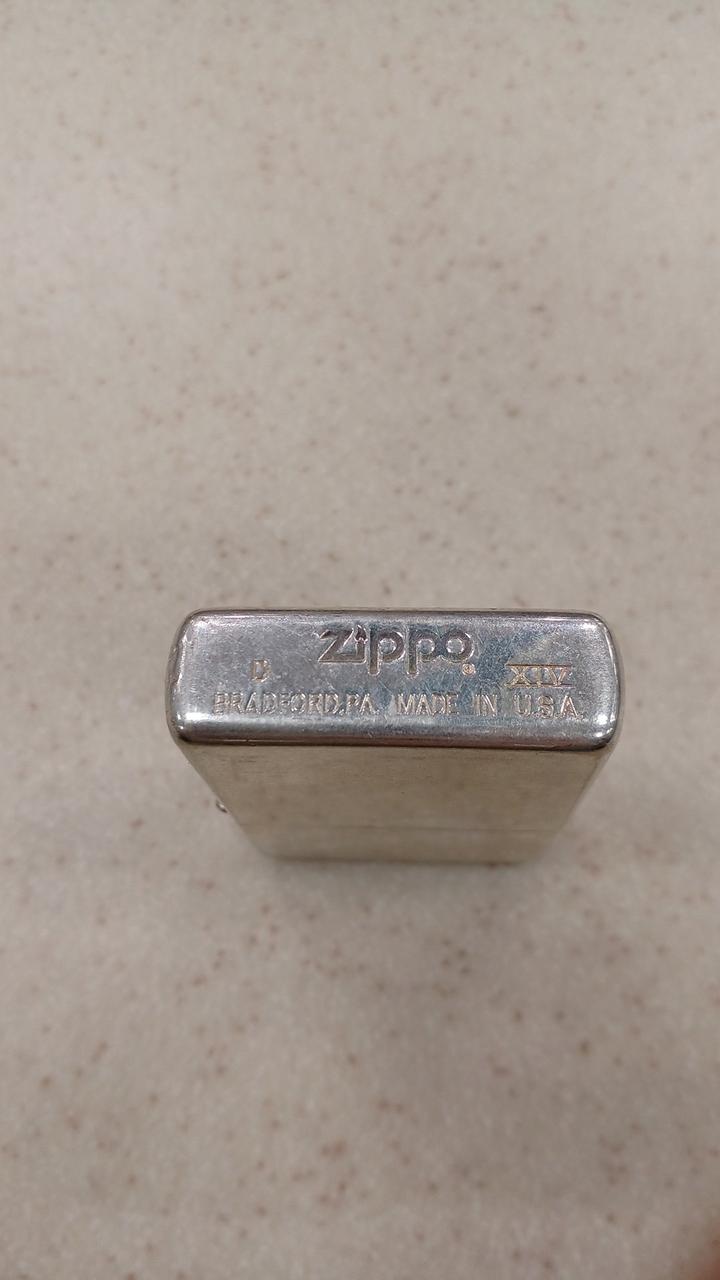 Zippo ®
D XIV
BRADFORD,PA. MADE IN U.S.A.